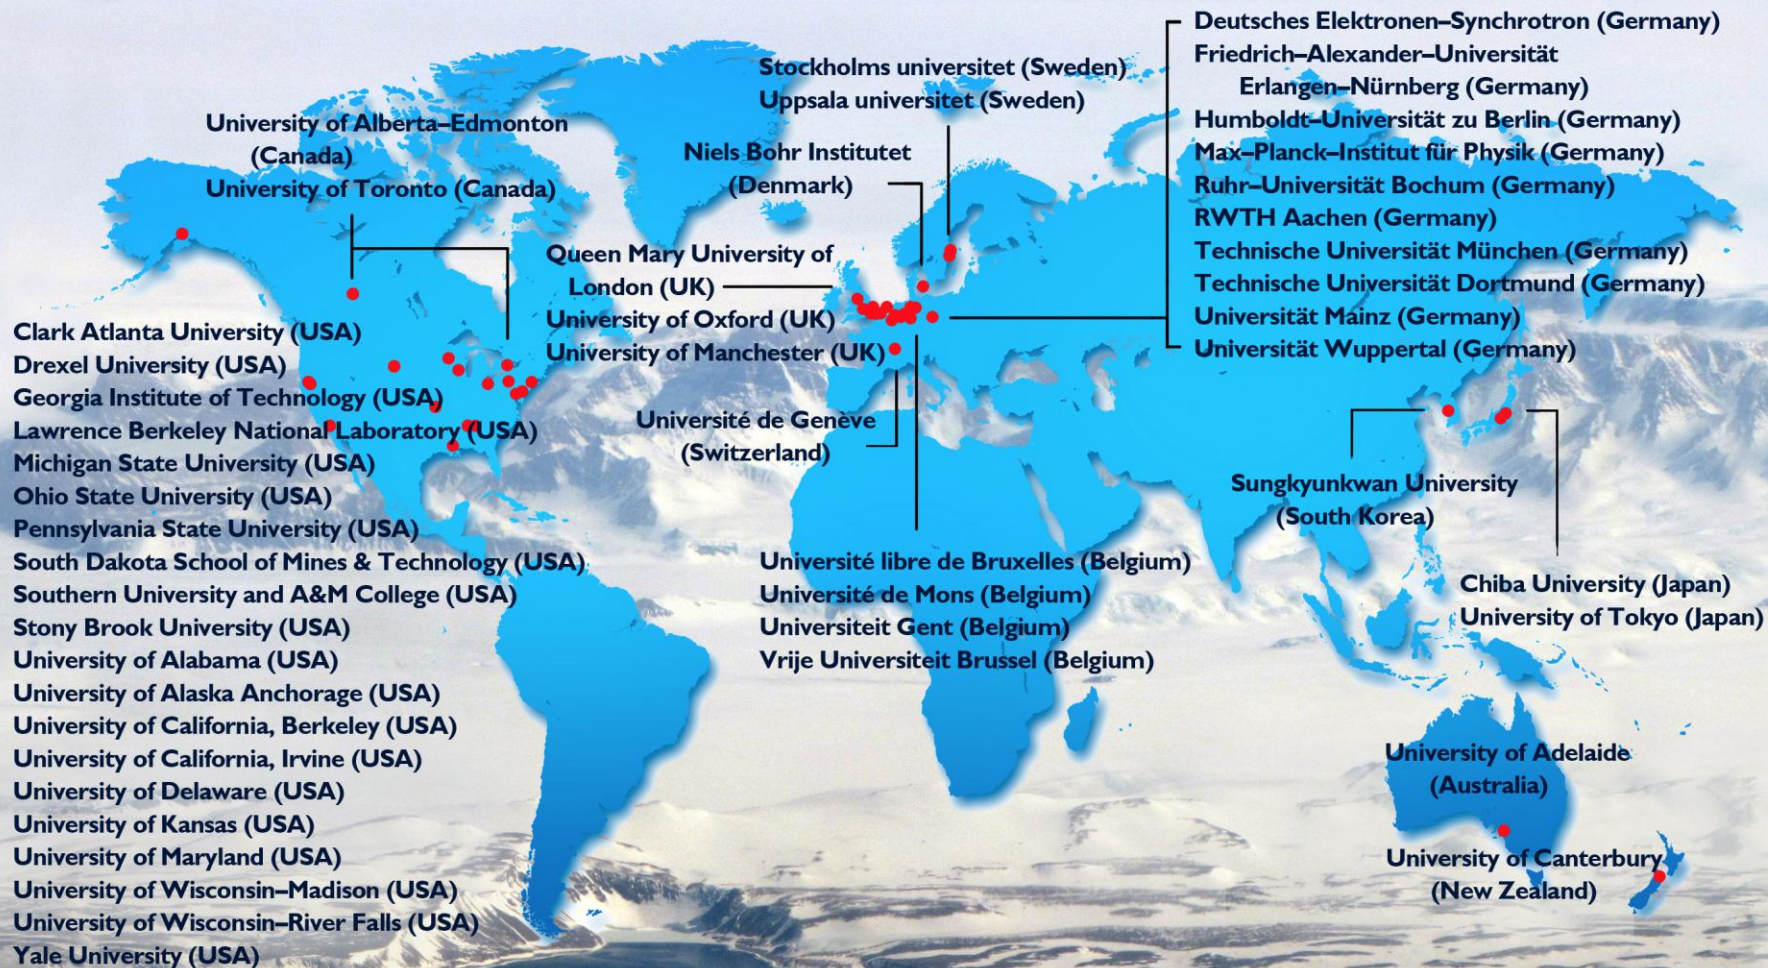 University of Alberta–Edmonton
(Canada)
University of Toronto (Canada)
Clark Atlanta University (USA)
Drexel University (USA)
Georgia Institute of Technology (USA)
Lawrence Berkeley National Laboratory (USA)
Michigan State University (USA)
Ohio State University (USA)
Pennsylvania State University (USA)
South Dakota School of Mines & Technology (USA)
Southern University and A&M College (USA)
Stony Brook University (USA)
University of Alabama (USA)
University of Alaska Anchorage (USA)
University of California, Berkeley (USA)
University of California, Irvine (USA)
University of Delaware (USA)
University of Kansas (USA)
University of Maryland (USA)
University of Wisconsin–Madison (USA)
University of Wisconsin–River Falls (USA)
Yale University (USA)
Stockholms universitet (Sweden)
Uppsala universitet (Sweden)
Niels Bohr Institutet
(Denmark)
Queen Mary University of
London (UK)
University of Oxford (UK)
University of Manchester (UK)
Université de Genève
(Switzerland)
Université libre de Bruxelles (Belgium)
Université de Mons (Belgium)
Universiteit Gent (Belgium)
Vrije Universiteit Brussel (Belgium)
Deutsches Elektronen–Synchrotron (Germany)
Friedrich–Alexander–Universität
Erlangen–Nürnberg (Germany)
Humboldt–Universität zu Berlin (Germany)
Max–Planck–Institut für Physik (Germany)
Ruhr–Universität Bochum (Germany)
RWTH Aachen (Germany)
Technische Universität München (Germany)
Technische Universität Dortmund (Germany)
Universität Mainz (Germany)
Universität Wuppertal (Germany)
Sungkyunkwan University
(South Korea)
Chiba University (Japan)
University of Tokyo (Japan)
University of Adelaide
(Australia)
University of Canterbury
(New Zealand)